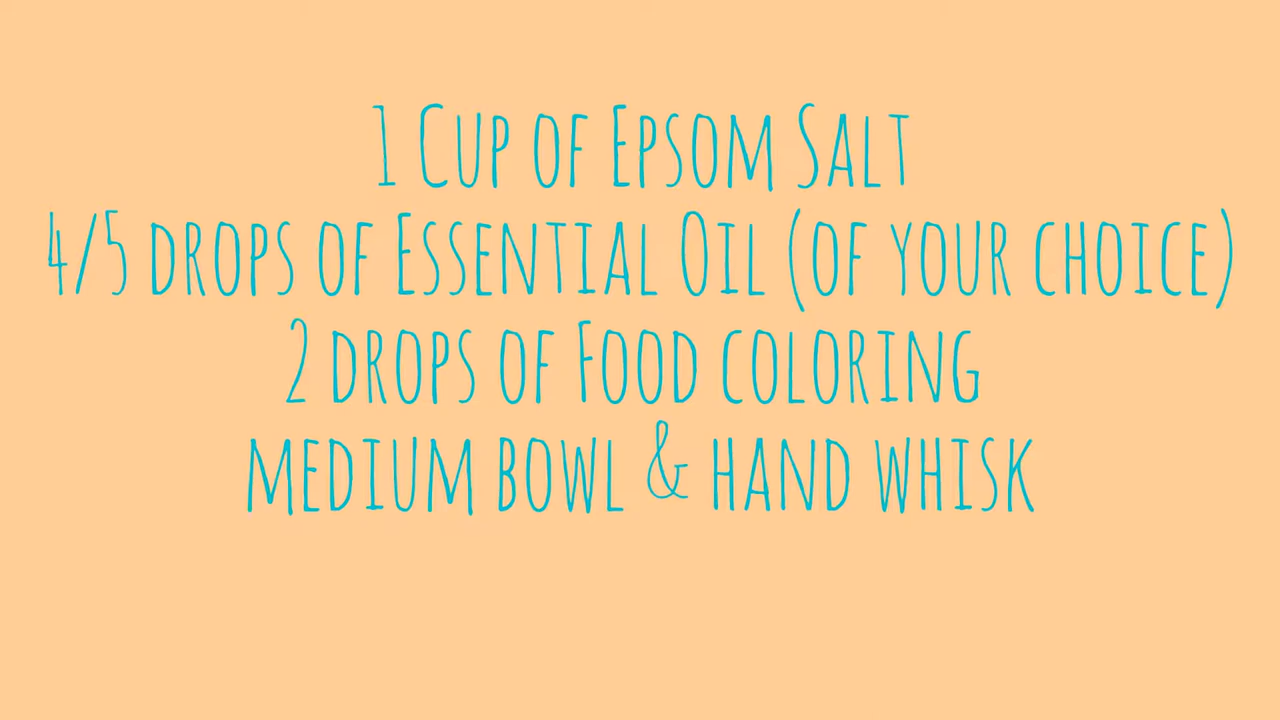 1 Cup of Epsom Salt
4/5 drops of Essential Oil (of your choice)
2 drops of Food coloring
medium bowl & hand whisk